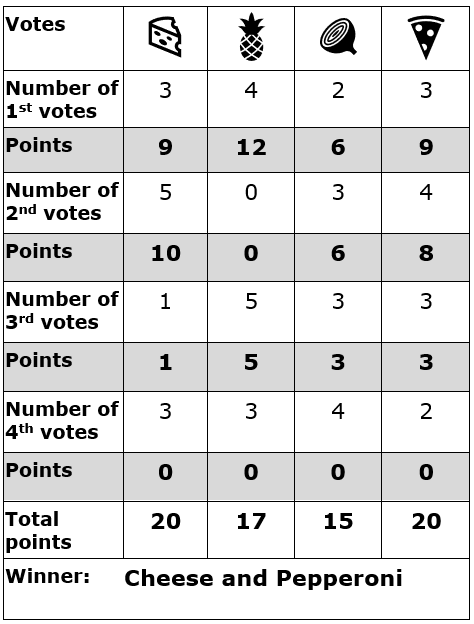 Votes
Number of 3 4 2 3
1st votes
Points 9 12 6 9
Number of 5 0 3 4
2nd votes
Points 10 0 6 8
Number of 1 5 3 3
3rd votes
Points 1 5 3 3
Number of 3 3 4 2
4th votes
Points 0 0 0 0
Total 20 17 15 20
points
Winner: Cheese and Pepperoni